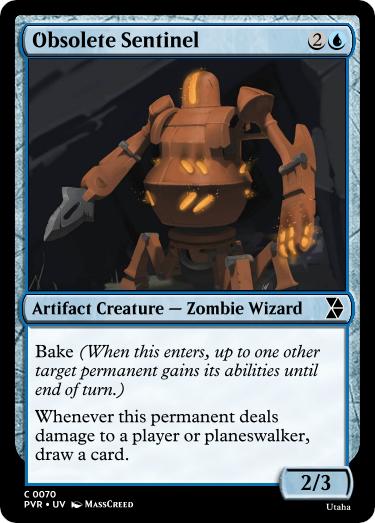 Obsolete Sentinel 2
Artifact Creature — Zombie Wizard
Bake (When this enters, up to one other
target permanent gains its abilities until
end of turn.)
Whenever this permanent deals
damage to a player or planeswalker,
draw a card.
2/3
C 0070
PVR • UV MassCreed
Utaha